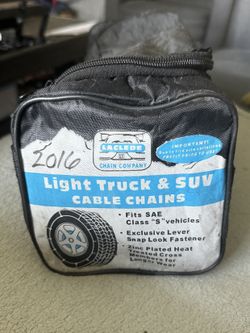 LACLEDE
CHAIN COMPANY
IMPORTANT!
2016
Light Truck & SUV
CABLE CHAINS
• Fits SAE
Class "S" vehicles
• Exclusive Lever
Snap Look Fastener
• Zinc Plated Heat
Treated Cross
Members for
Longer Wear